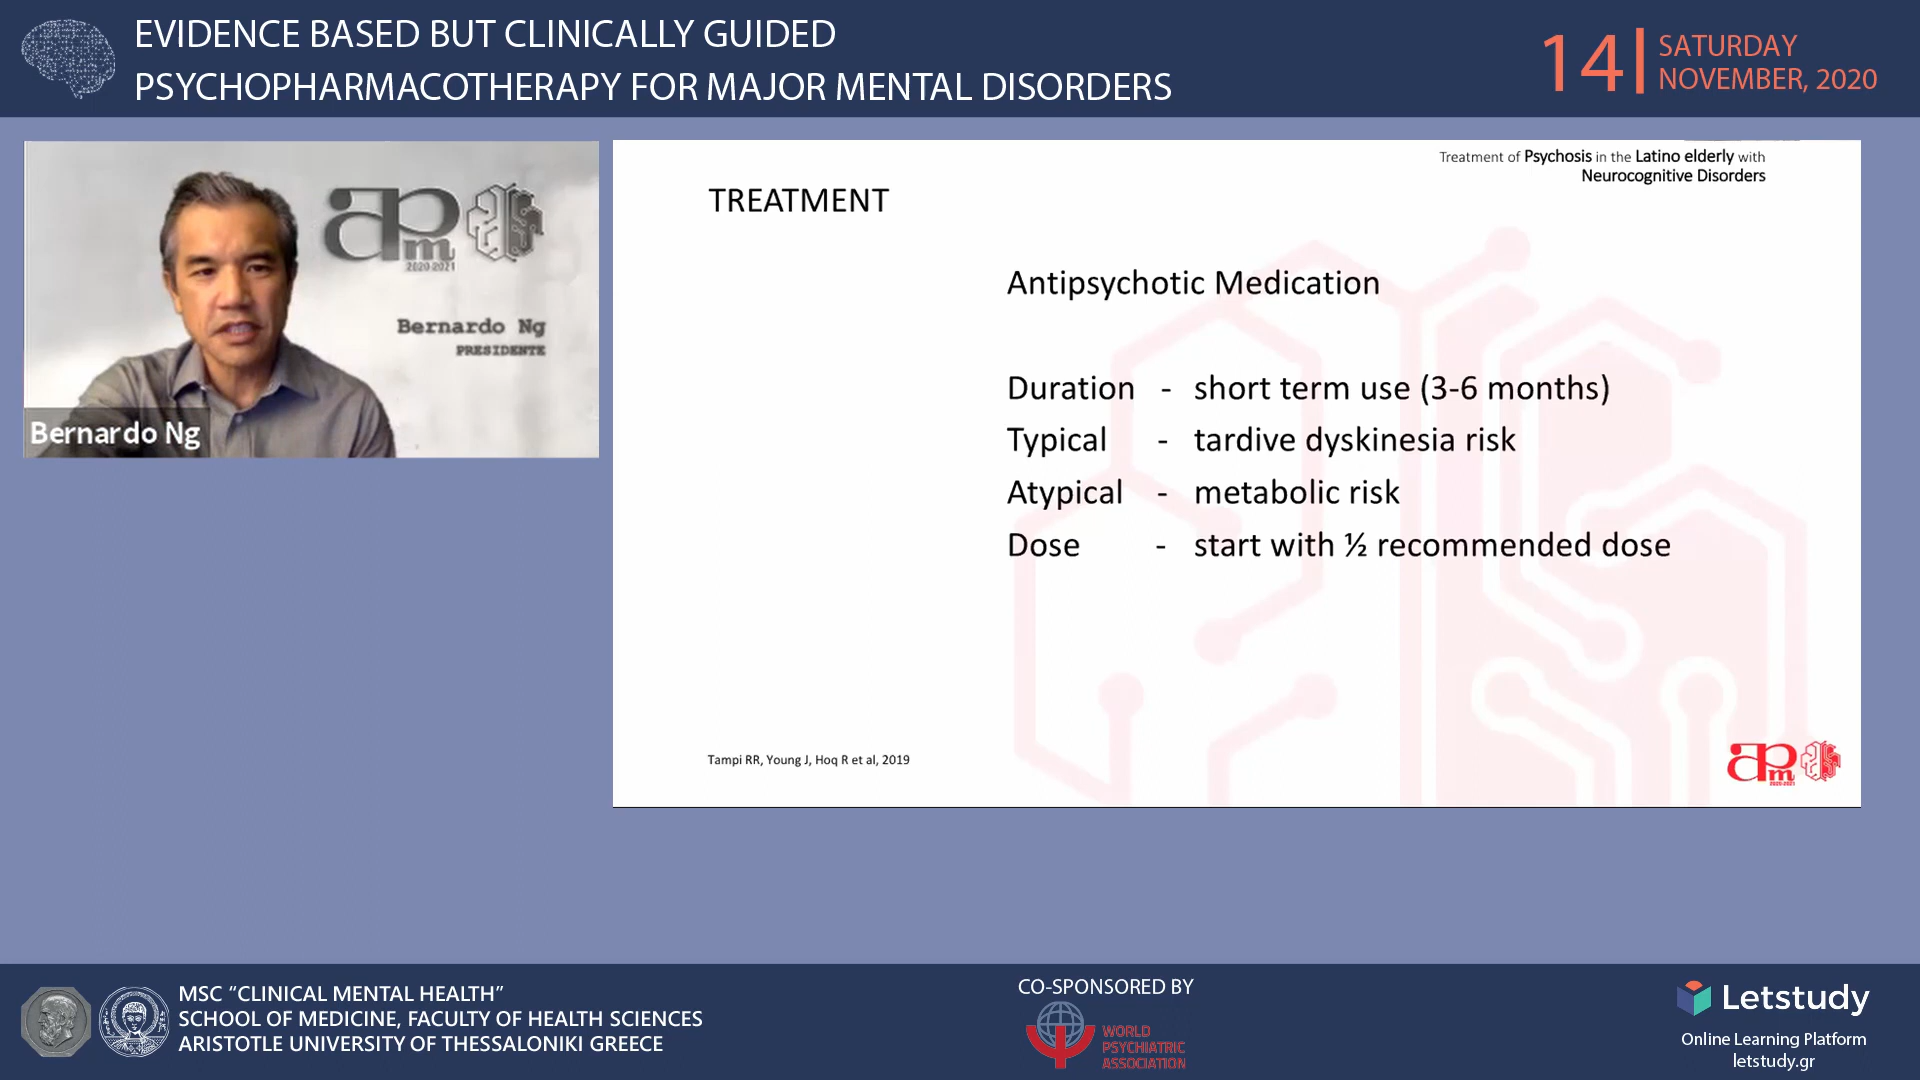 EVIDENCE BASED BUT CLINICALLY GUIDED
PSYCHOPHARMACOTHERAPY FOR MAJOR MENTAL DISORDERS
14
SATURDAY
NOVEMBER, 2020
apm
2020-2021
Bernardo Ng
PRESIDENTE
Bernardo Ng
Treatment of Psychosis in the Latino elderly with
Neurocognitive Disorders
TREATMENT
Antipsychotic Medication
Duration - short term use (3-6 months)
Typical - tardive dyskinesia risk
Atypical - metabolic risk
Dose - start with ½ recommended dose
Tampi RR, Young J, Hoq R et al, 2019
apm
2020-2021
MSC “CLINICAL MENTAL HEALTH”
SCHOOL OF MEDICINE, FACULTY OF HEALTH SCIENCES
ARISTOTLE UNIVERSITY OF THESSALONIKI GREECE
CO-SPONSORED BY
WORLD
PSYCHIATRIC
ASSOCIATION
Letstudy
Online Learning Platform
letstudy.gr